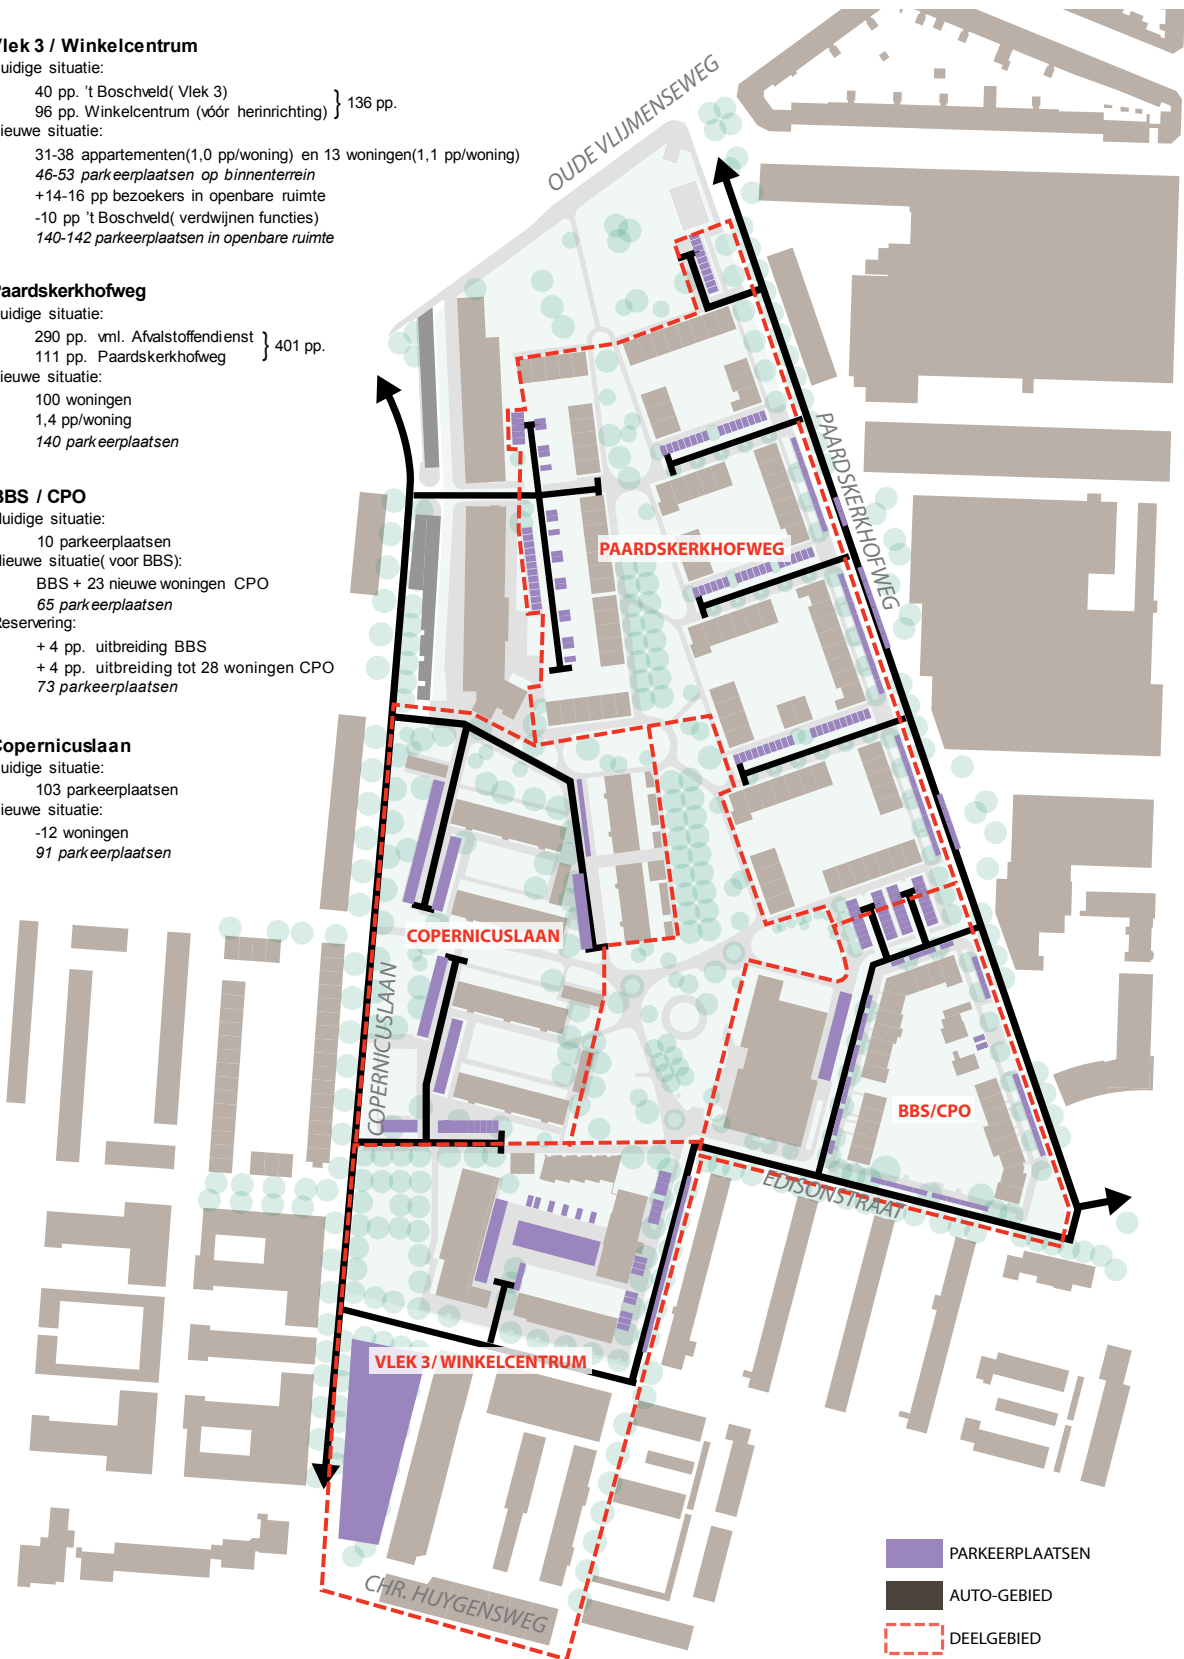 Vlek 3 / Winkelcentrum
uidige situatie:
40 pp. 't Boschveld( Vlek 3)
96 pp. Winkelcentrum (vóór herinrichting) } 136 pp.
ieuwe situatie:
31-38 appartementen(1,0 pp/woning) en 13 woningen(1,1 pp/woning)
46-53 parkeerplaatsen op binnenterrein
+14-16 pp bezoekers in openbare ruimte
-10 pp 't Boschveld( verdwijnen functies)
140-142 parkeerplaatsen in openbare ruimte
Paardskerkhofweg
uidige situatie:
290 pp. vml. Afvalstoffendienst
111 pp. Paardskerkhofweg } 401 pp.
ieuwe situatie:
100 woningen
1,4 pp/woning
140 parkeerplaatsen
BBS / CPO
Huidige situatie:
10 parkeerplaatsen
Nieuwe situatie( voor BBS):
BBS + 23 nieuwe woningen CPO
65 parkeerplaatsen
Reservering:
+ 4 pp. uitbreiding BBS
+ 4 pp. uitbreiding tot 28 woningen CPO
73 parkeerplaatsen
Copernicuslaan
uidige situatie:
103 parkeerplaatsen
ieuwe situatie:
-12 woningen
91 parkeerplaatsen
OUDE VLIJMENSEWEG
PAARDSKERKHOFWEG
PAARDSKERKHOFWEG
COPERNICUSLAAN
COPERNICUSLAAN
BBS/CPO
EDISONSTRAAT
VLEK 3/ WINKELCENTRUM
CHR. HUYGENSWEG
PARKEERPLAATSEN
AUTO-GEBIED
DEELGEBIED